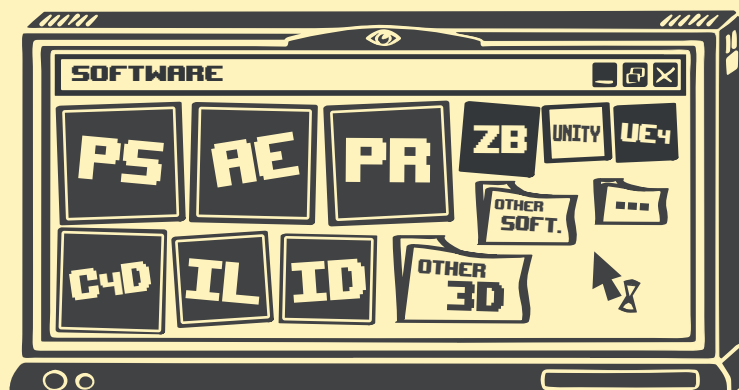 SOFTWARE
PS
AE
PR
ZB
UNITY
UE4
OTHER
SOFT.
...
C4D
IL
ID
OTHER
3D